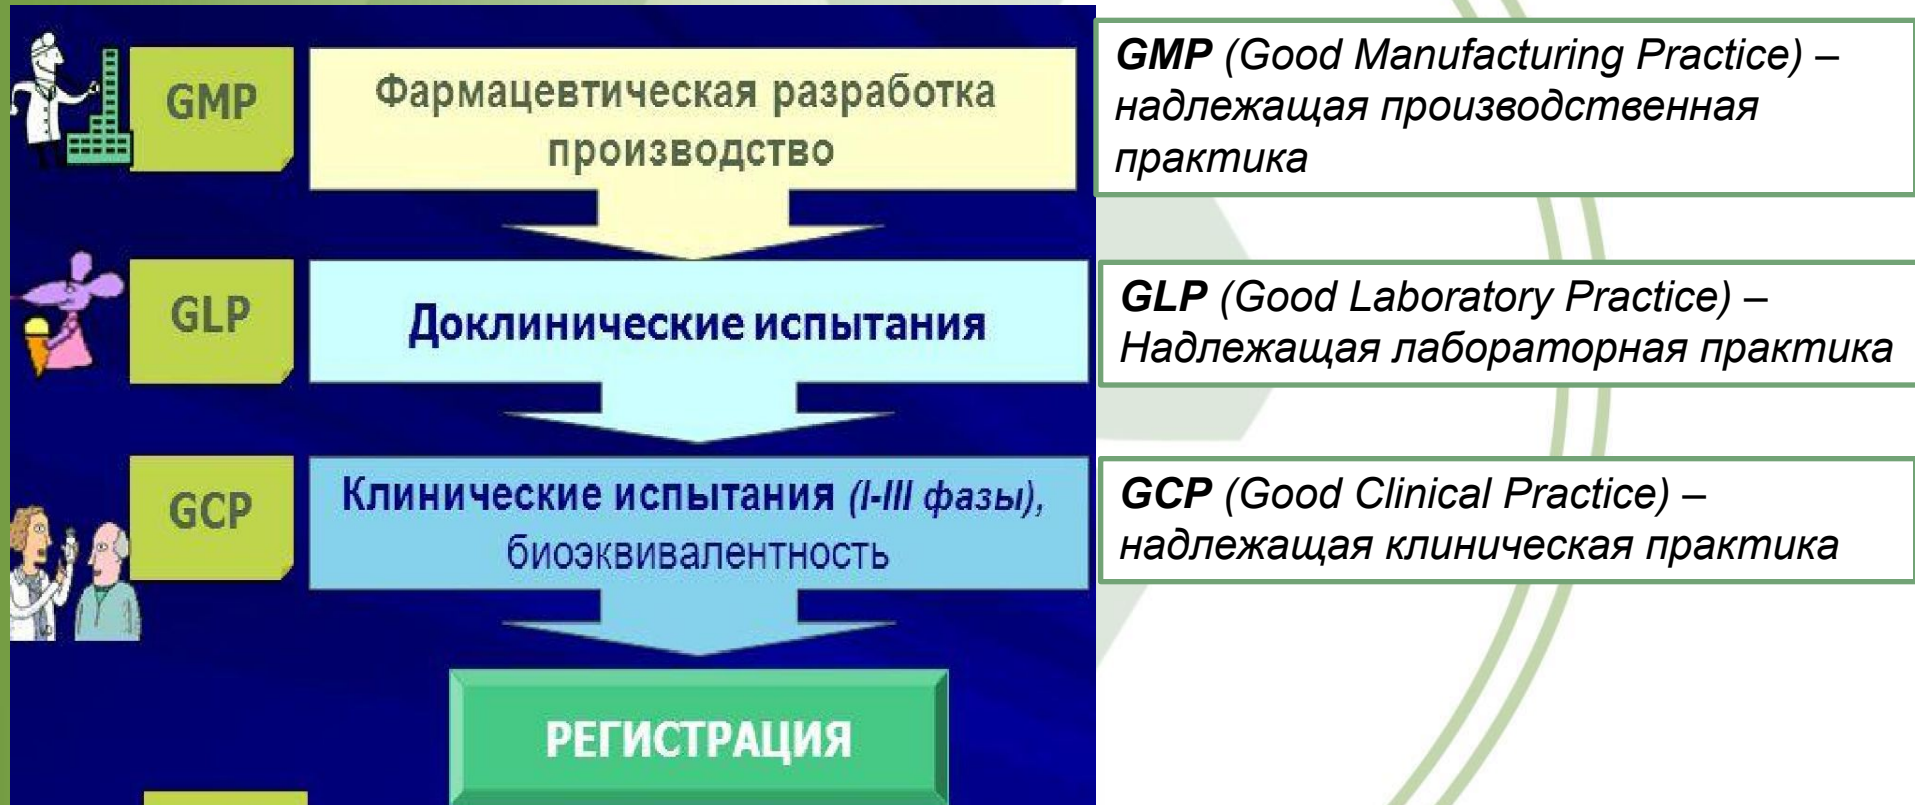 GMP
Фармацевтическая разработка
производство
GMP (Good Manufacturing Practice) –
надлежащая производственная
практика
GLP
Доклинические испытания
GLP (Good Laboratory Practice) –
Надлежащая лабораторная практика
GCP
Клинические испытания (I-III фазы),
биоэквивалентность
GCP (Good Clinical Practice) –
надлежащая клиническая практика
РЕГИСТРАЦИЯ